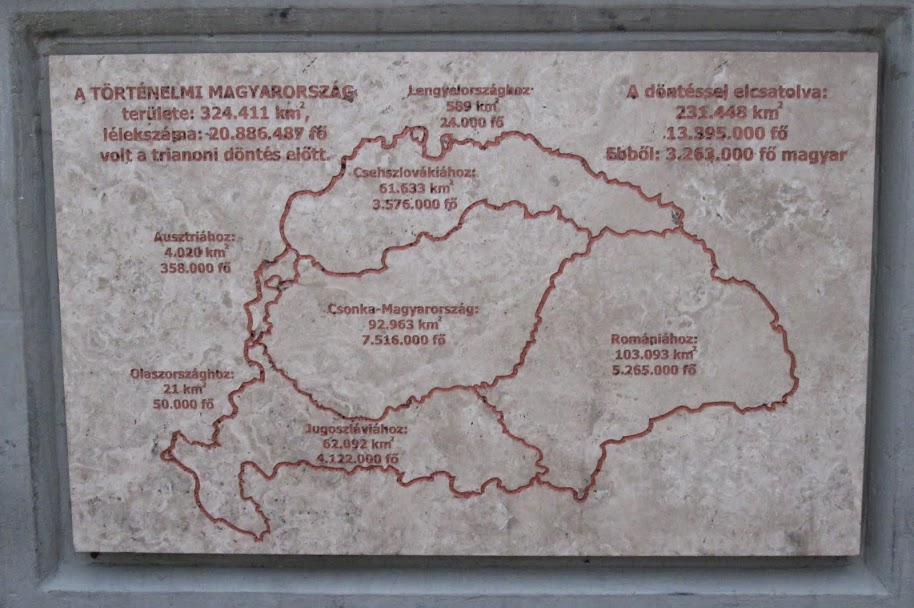 A TÖRTÉNELMI MAGYARORSZÁG
területe: 324.411 km²,
lélekszáma: 20.886.487 fő
volt a trianoni döntés előtt.
Lengyelországhoz:
589 km²
24.000 fő
A döntéssel elcsatolva:
231.448 km²
13.395.000 fő
Ebből: 3.263.000 fő magyar
Csehszlovákiához:
61.633 km²
3.576.000 fő
Ausztriához:
4.020 km²
358.000 fő
Csonka-Magyarország:
92.963 km²
7.516.000 fő
Romániához:
103.093 km²
5.265.000 fő
Olaszországhoz:
21 km²
50.000 fő
Jugoszláviához:
62.092 km²
4.122.000 fő